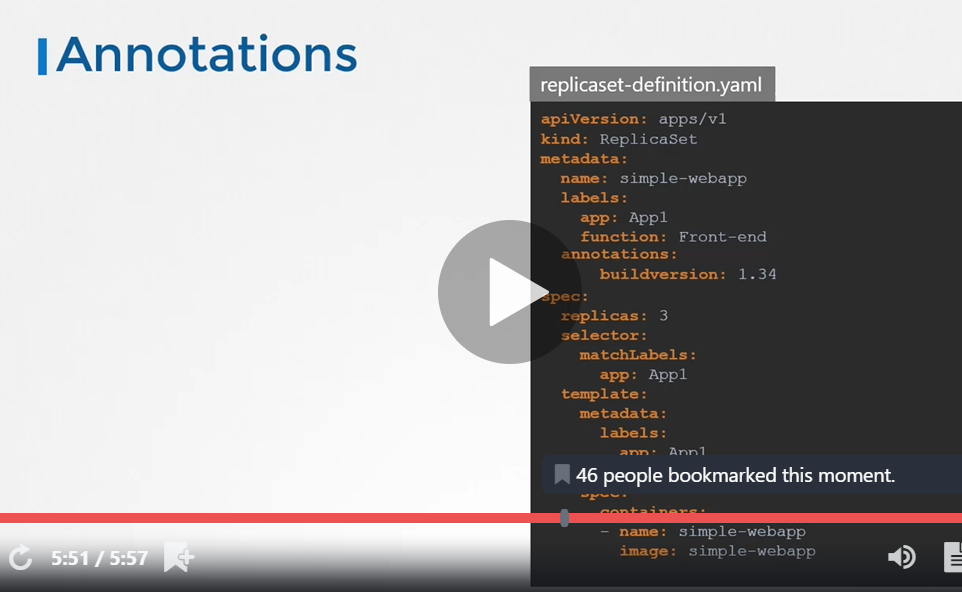 Annotations
replicaset-definition.yaml
apiVersion: apps/v1
kind: ReplicaSet
metadata:
name: simple-webapp
labels:
app: App1
function: Front-end
annotations:
buildversion: 1.34
spec:
replicas: 3
selector:
matchLabels:
app: App1
template:
metadata:
labels:
app: App1
46 people bookmarked this moment.
spec:
containers:
- name: simple-webapp
image: simple-webapp
5:51 / 5:57